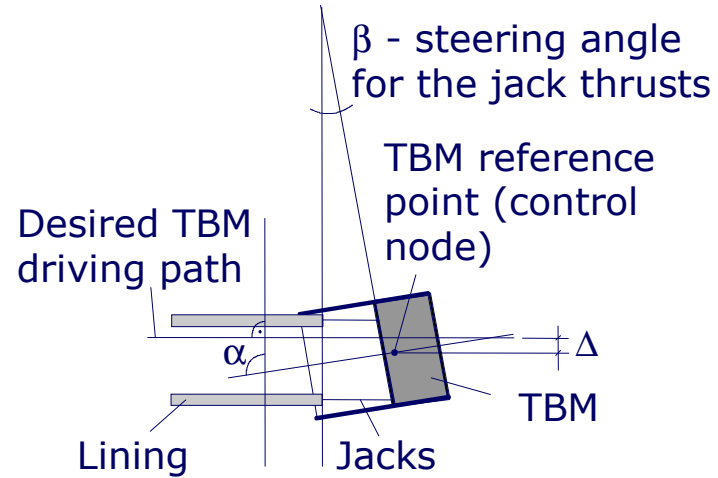 β - steering angle
for the jack thrusts
TBM reference
point (control
node)
Desired TBM
driving path
α
Δ
TBM
Lining
Jacks